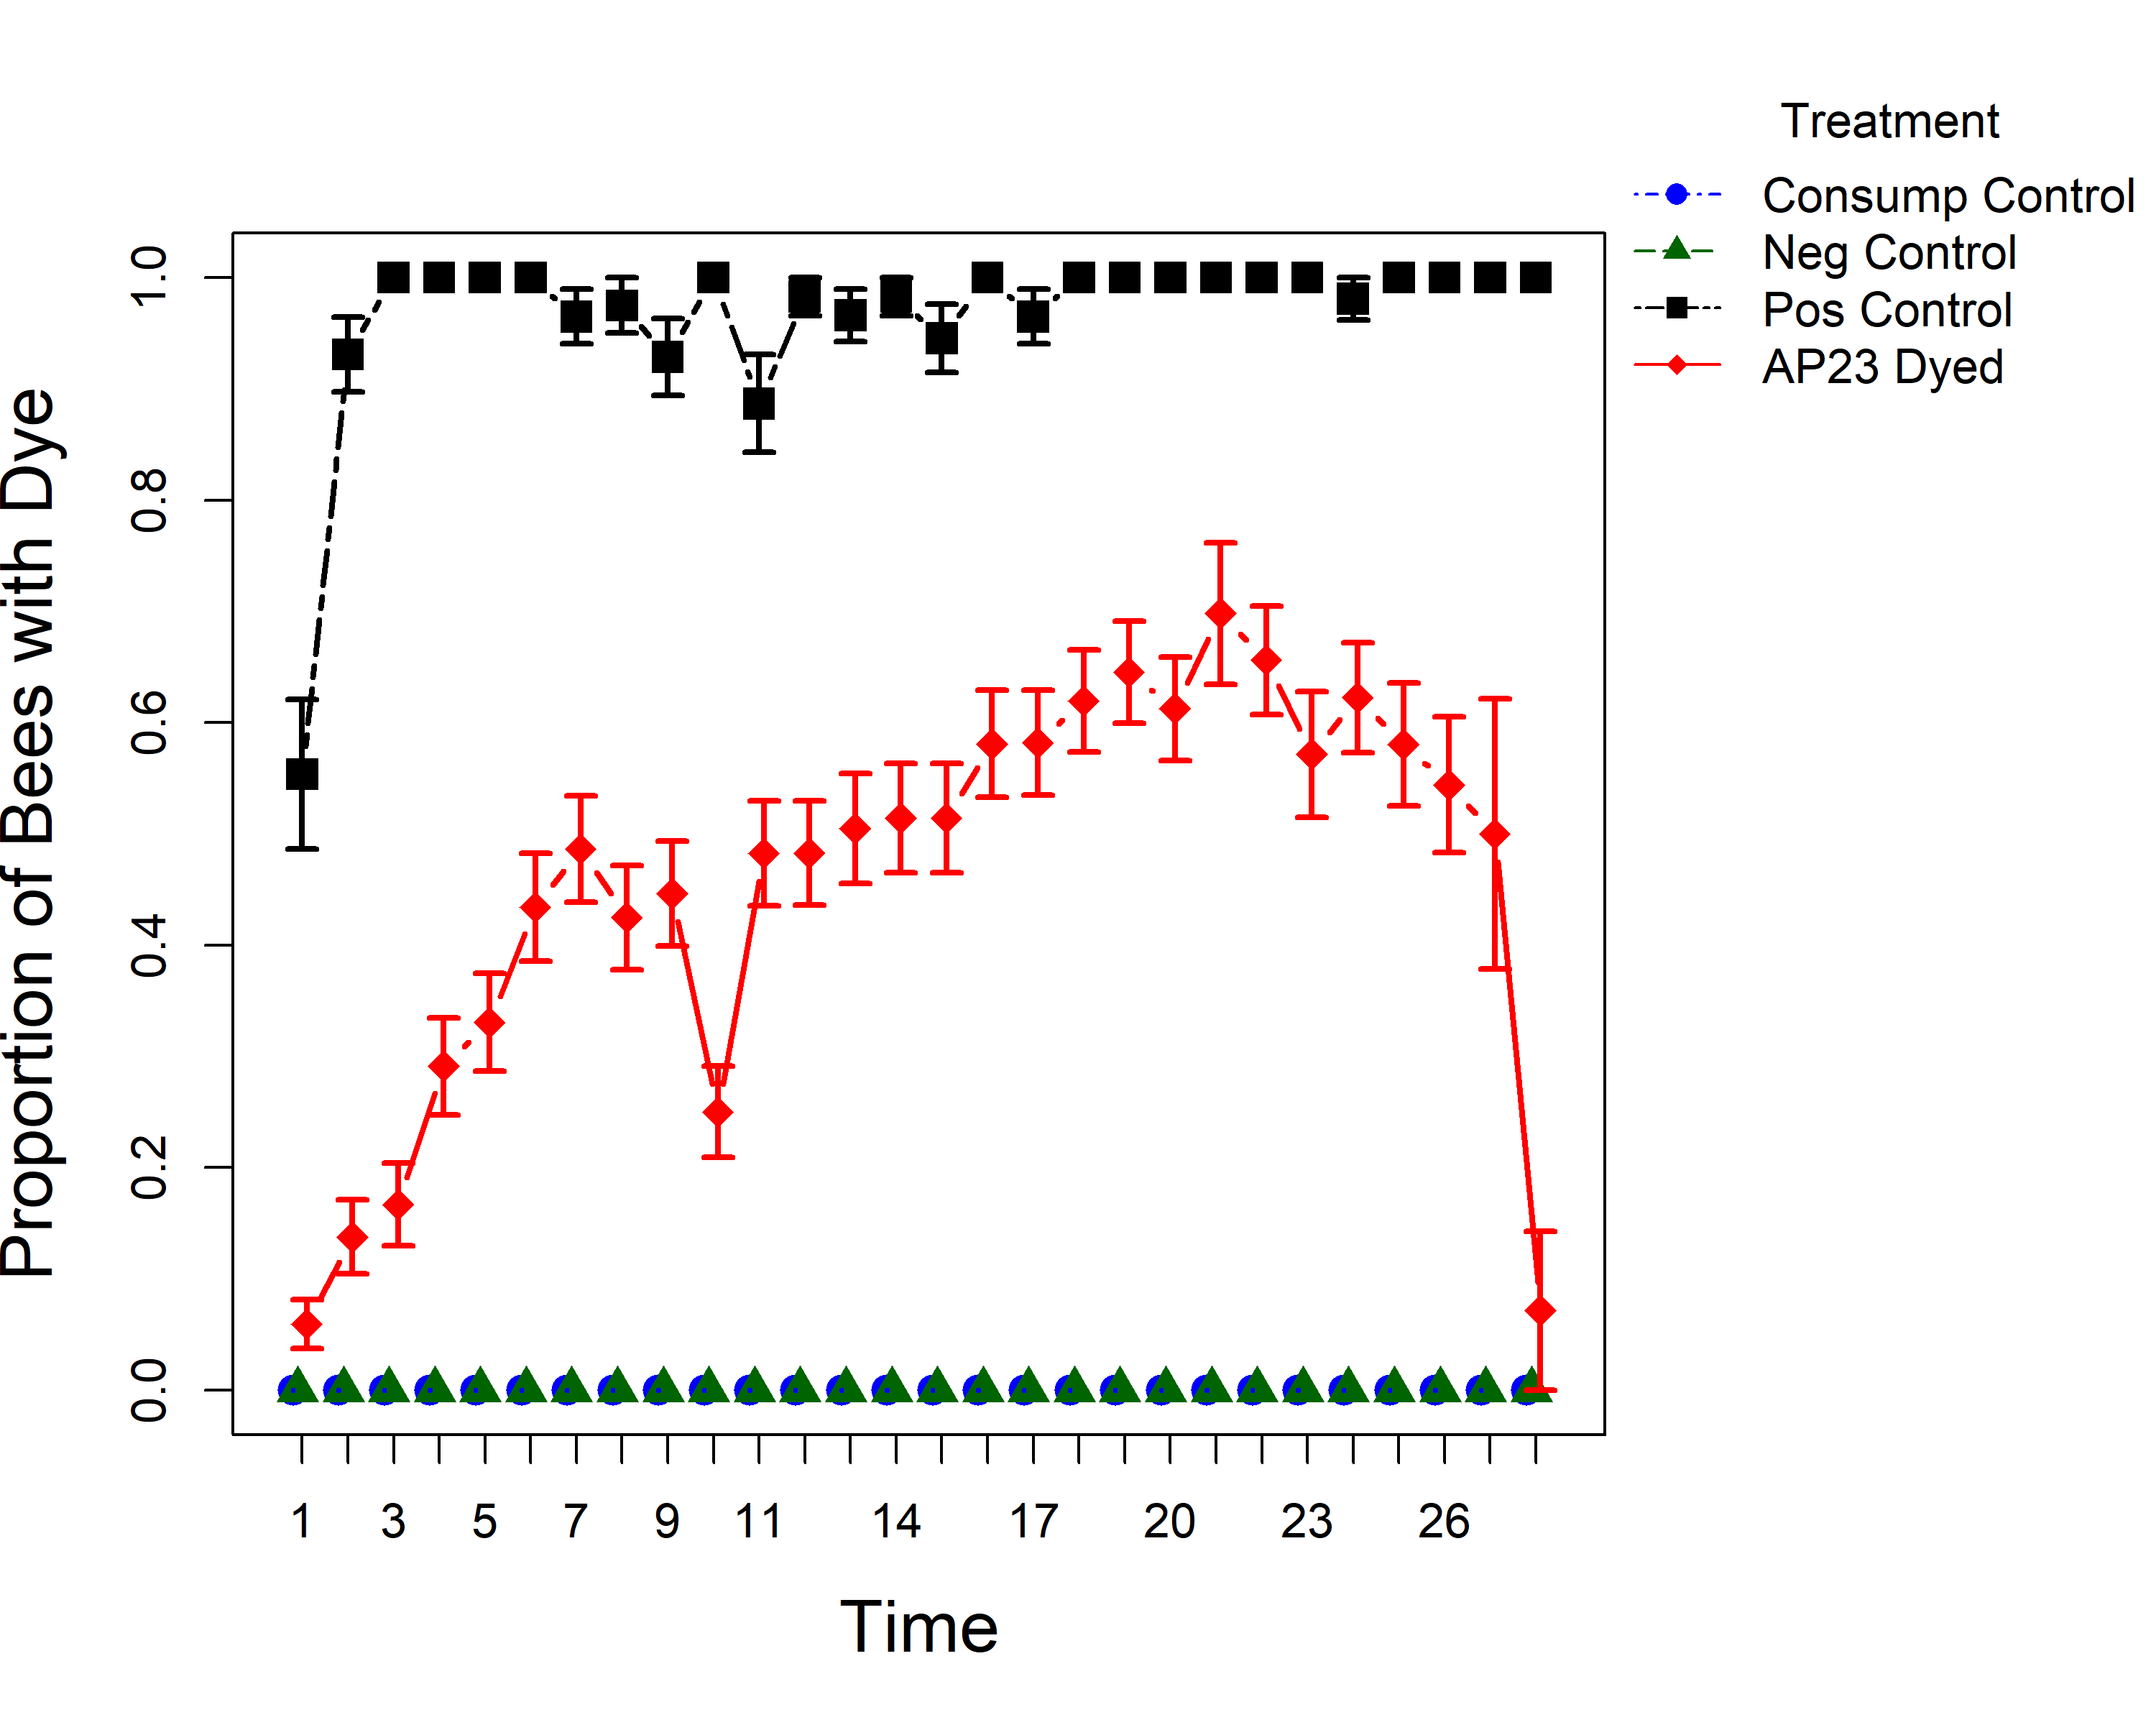 Treatment
Consump Control
Neg Control
Pos Control
AP23 Dyed
Proportion of Bees with Dye
1.0
0.8
0.6
0.4
0.2
0.0
1 3 5 7 9 11 14 17 20 23 26
Time